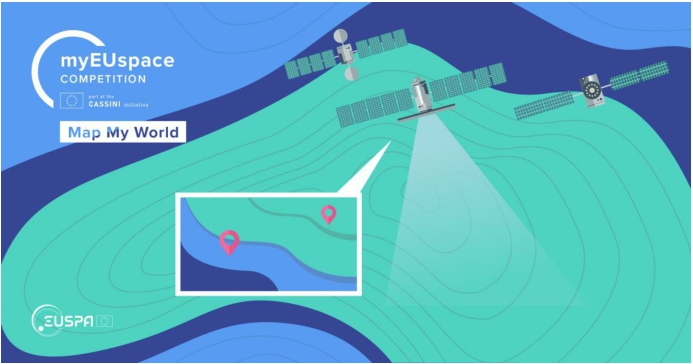 myEUspace
COMPETITION
part of the
CASSINI initiative
Map My World
EUSPA